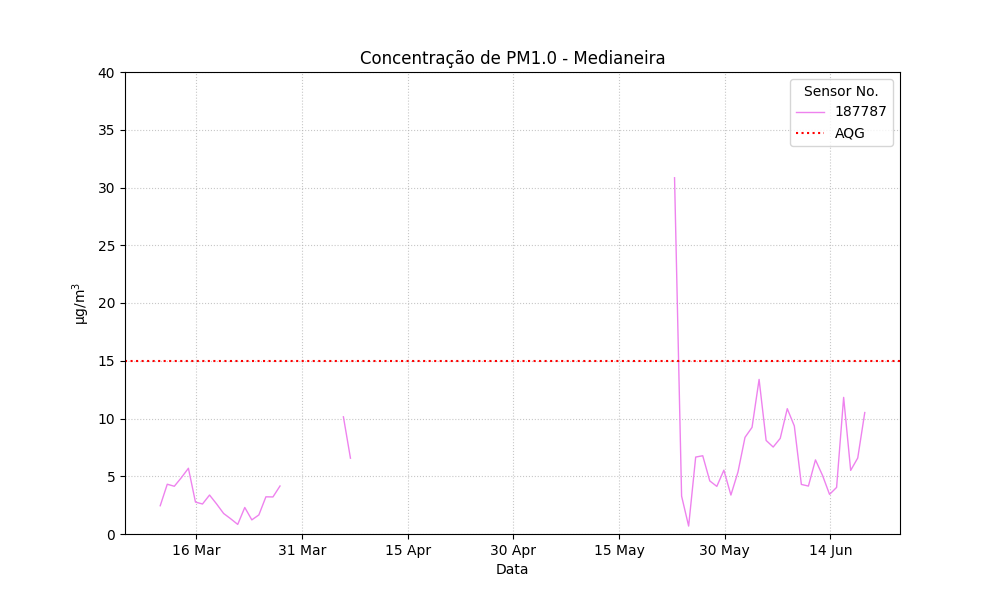 Concentração de PM1.0 - Medianeira
Sensor No.
187787
AQG
40
35
30
25
20
15
10
5
0
µg/m³
16 Mar
31 Mar
15 Apr
30 Apr
15 May
30 May
14 Jun
Data